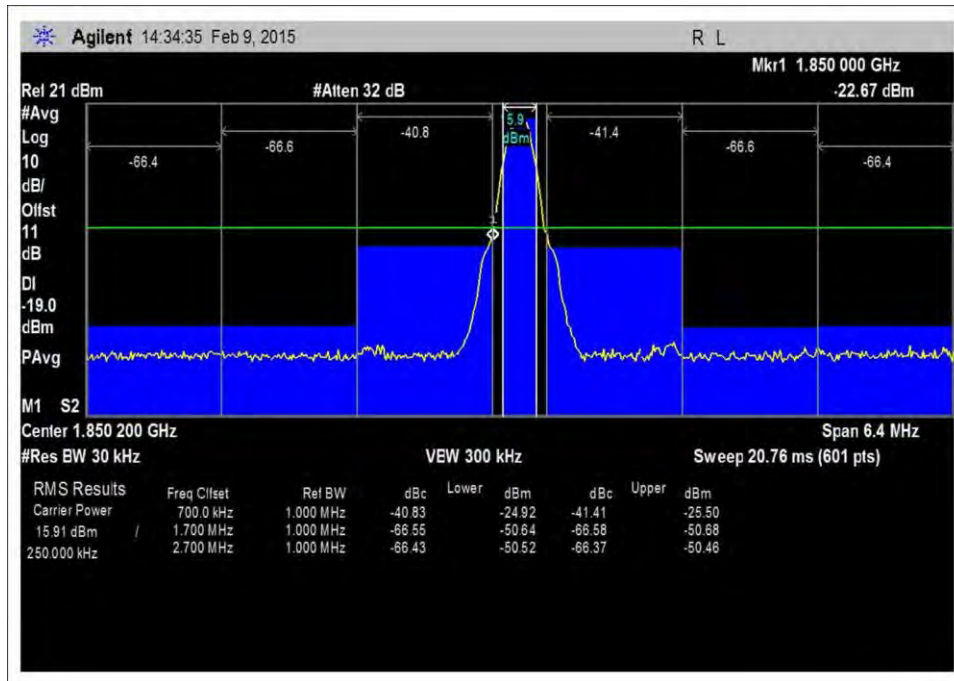 Agilent 14:34:35 Feb 9, 2015 R L
Mkr1 1.850 000 GHz
Rel 21 dBm #Atten 32 dB -22.67 dBm
#Avg
Log
10
dB/
Offst
11
dB
DI
-19.0
dBm
PAvg
M1 S2
-66.4 -66.6 -40.8 5.9 dBm -41.4 -66.6 -66.4
1
Center 1.850 200 GHz Span 6.4 MHz
#Res BW 30 kHz VBW 300 kHz Sweep 20.76 ms (601 pts)
RMS Results Freq Clfset Ref BW dBc Lower dBm dBc Upper dBm
Carrier Power 700.0 kHz 1.000 MHz -40.83 -24.92 -41.41 -25.50
15.91 dBm / 1.700 MHz 1.000 MHz -66.55 -50.64 -66.58 -50.68
250.000 kHz 2.700 MHz 1.000 MHz -66.43 -50.52 -66.37 -50.46